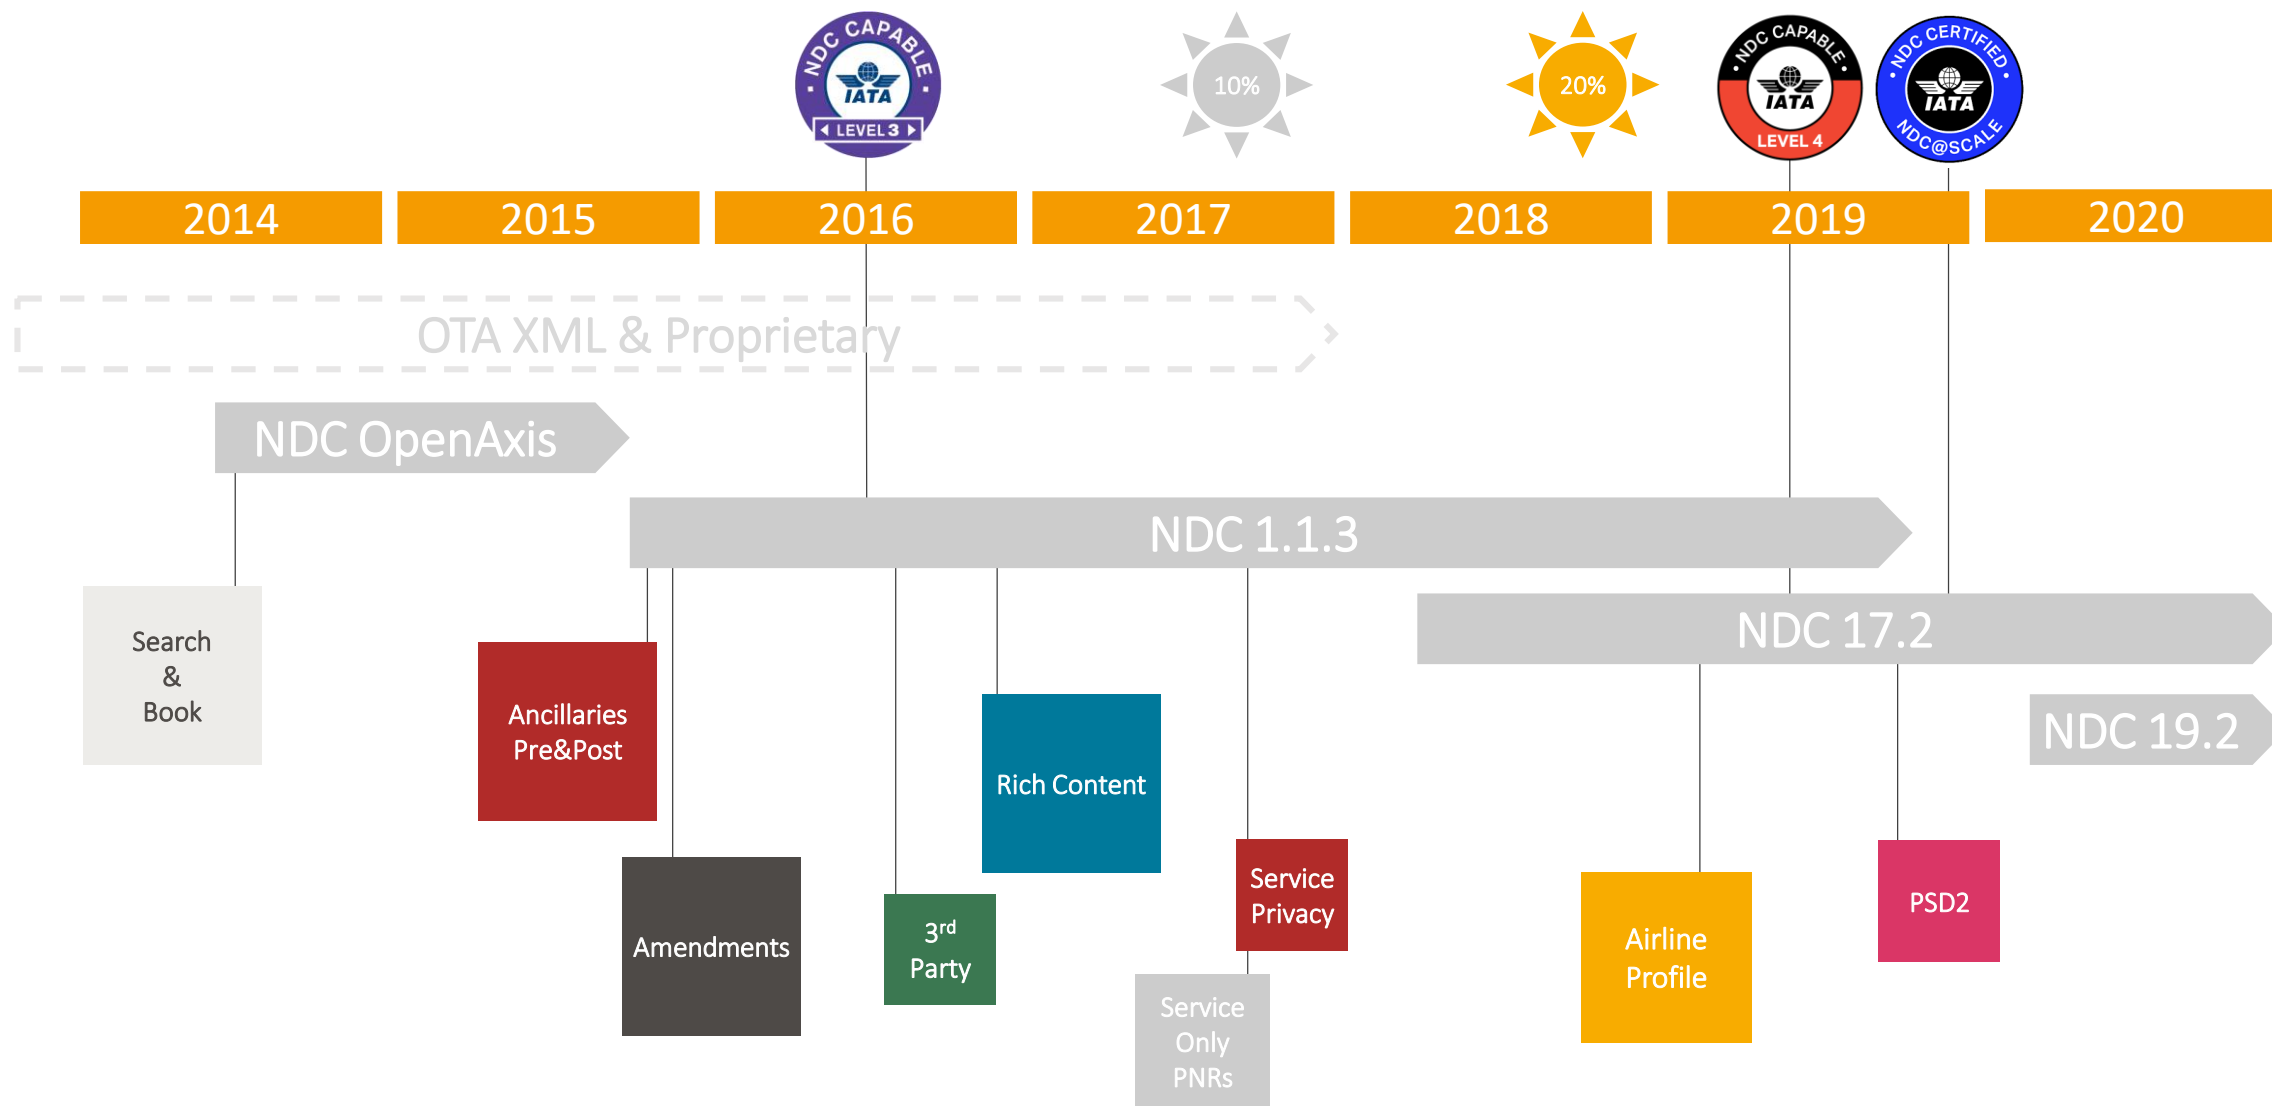 NDC CAPABLE
IATA
LEVEL 3
10%
20%
NDC CAPABLE
IATA
LEVEL 4
NDC CERTIFIED
IATA
NDC@SCALE
2014
2015
2016
2017
2018
2019
2020
OTA XML & Proprietary
NDC OpenAxis
NDC 1.1.3
NDC 17.2
NDC 19.2
Search
&
Book
Ancillaries
Pre&Post
Amendments
3rd
Party
Rich Content
Service
Privacy
Service
Only
PNRs
Airline
Profile
PSD2